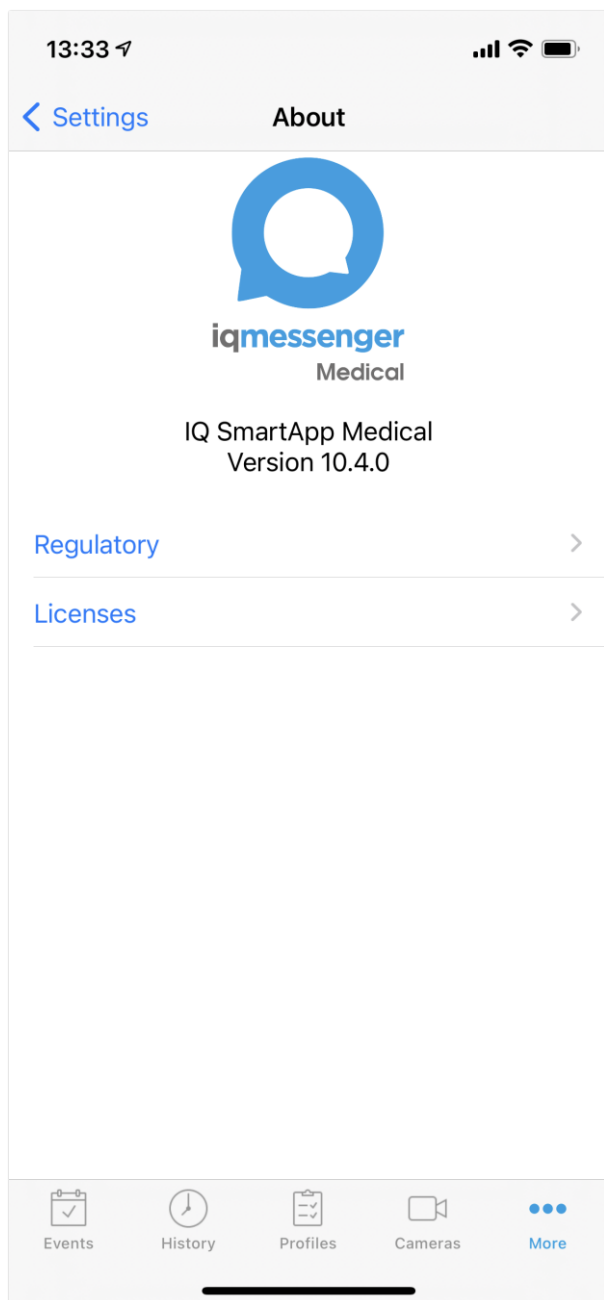 13:33
Settings
About
iqmessenger
Medical
IQ SmartApp Medical
Version 10.4.0
Regulatory
Licenses
Events
History
Profiles
Cameras
More